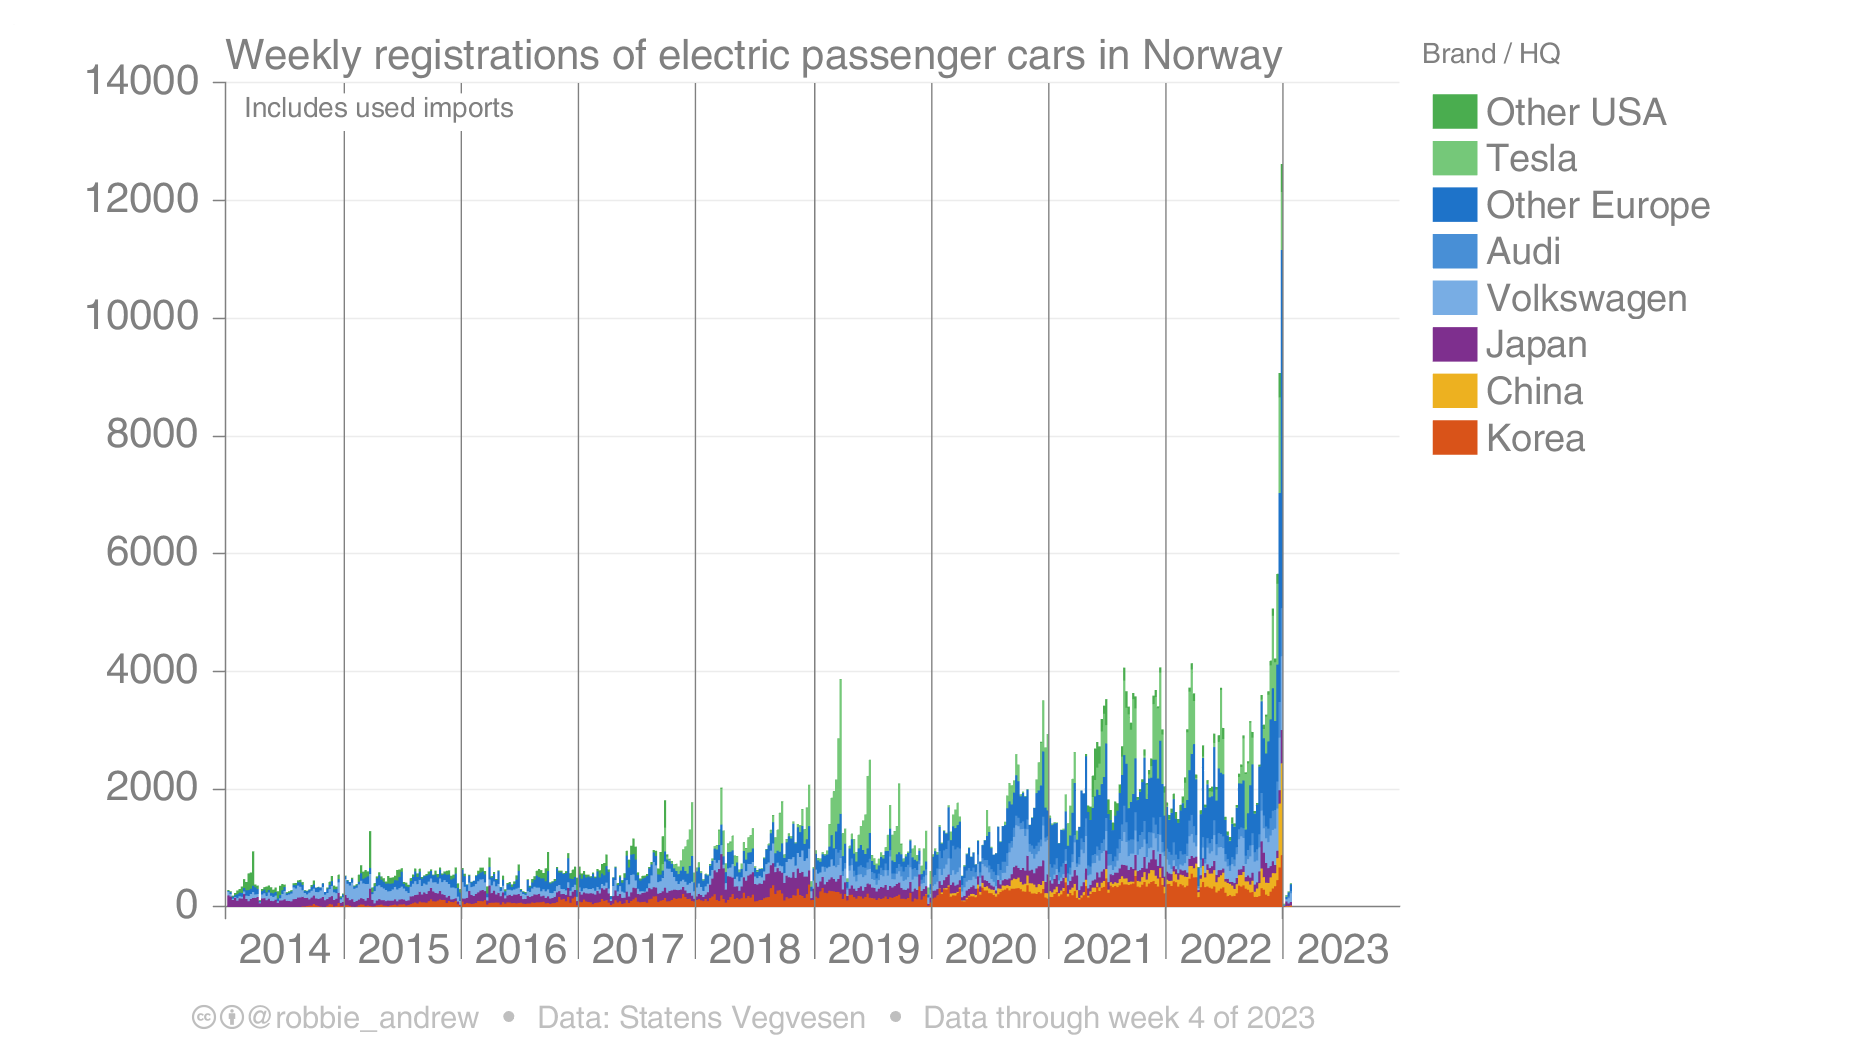 Weekly registrations of electric passenger cars in Norway
Includes used imports
14000
12000
10000
8000
6000
4000
2000
0
2014 2015 2016 2017 2018 2019 2020 2021 2022 2023
Brand / HQ
Other USA
Tesla
Other Europe
Audi
Volkswagen
Japan
China
Korea
cc @robbie_andrew • Data: Statens Vegvesen • Data through week 4 of 2023